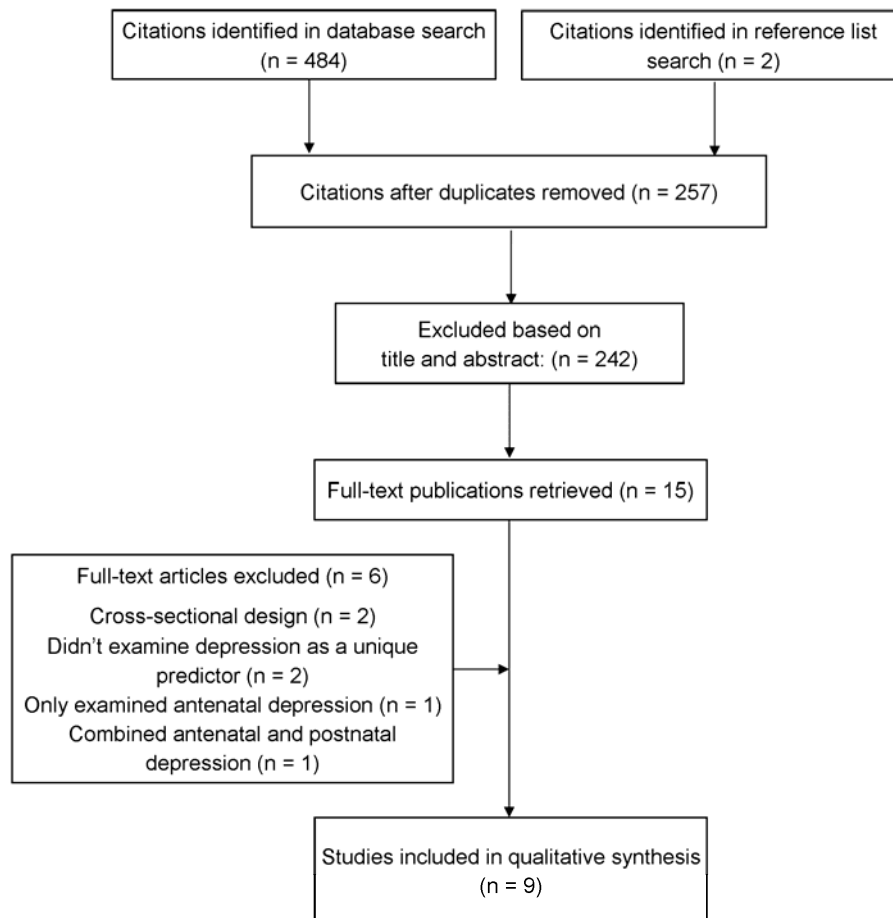 Citations identified in database search
(n = 484)
Citations identified in reference list
search (n = 2)
Citations after duplicates removed (n = 257)
Excluded based on
title and abstract: (n = 242)
Full-text publications retrieved (n = 15)
Full-text articles excluded (n = 6)
Cross-sectional design (n = 2)
Didn’t examine depression as a unique
predictor (n = 2)
Only examined antenatal depression (n = 1)
Combined antenatal and postnatal
depression (n = 1)
Studies included in qualitative synthesis
(n = 9)